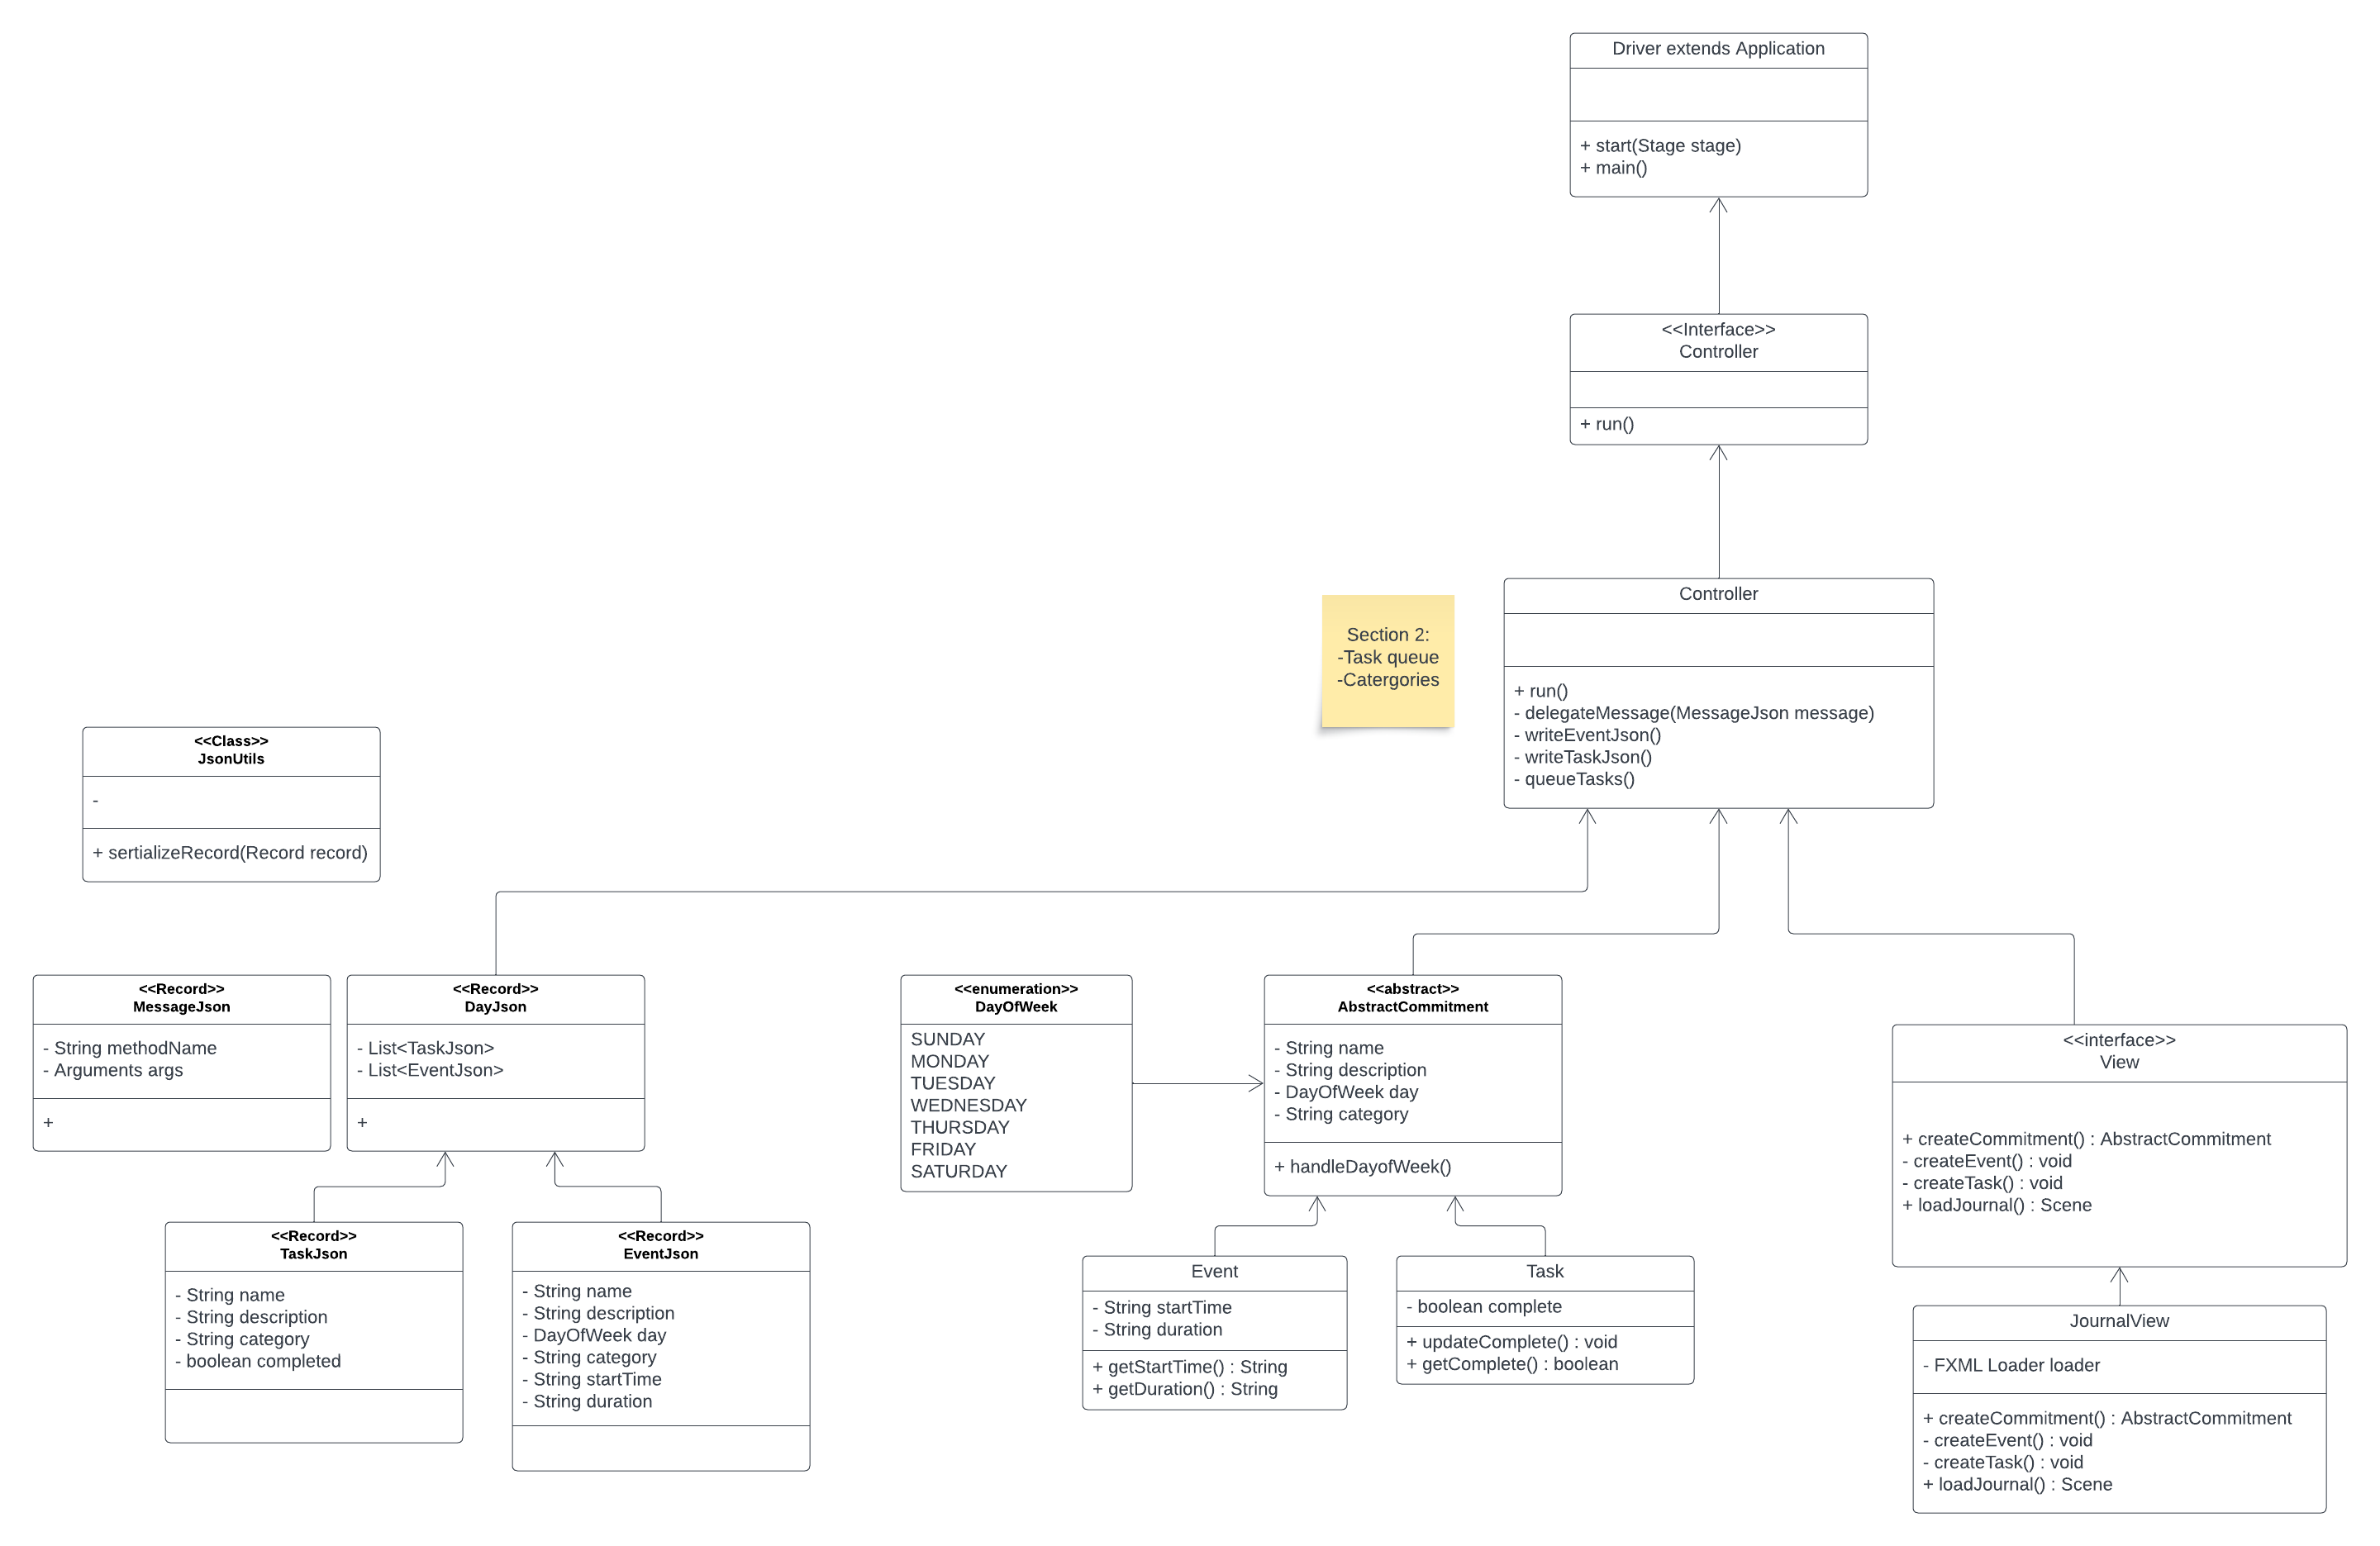 Driver extends Application
+ start(Stage stage)
+ main()
<<Interface>>
Controller
+ run()
Controller
+ run()
- delegateMessage(MessageJson message)
- writeEventJson()
- writeTaskJson()
- queueTasks()
Section 2:
-Task queue
-Catergories
<<Class>>
JsonUtils
-
+ sertializeRecord(Record record)
<<Record>>
MessageJson
- String methodName
- Arguments args
+
<<Record>>
DayJson
- List<TaskJson>
- List<EventJson>
+
<<enumeration>>
DayOfWeek
SUNDAY
MONDAY
TUESDAY
WEDNESDAY
THURSDAY
FRIDAY
SATURDAY
<<abstract>>
AbstractCommitment
- String name
- String description
- DayOfWeek day
- String category
+ handleDayofWeek()
<<interface>>
View
+ createCommitment() : AbstractCommitment
- createEvent() : void
- createTask() : void
+ loadJournal() : Scene
<<Record>>
TaskJson
- String name
- String description
- String category
- boolean completed
<<Record>>
EventJson
- String name
- String description
- DayOfWeek day
- String category
- String startTime
- String duration
Event
- String startTime
- String duration
+ getStartTime() : String
+ getDuration() : String
Task
- boolean complete
+ updateComplete() : void
+ getComplete() : boolean
JournalView
- FXML Loader loader
+ createCommitment() : AbstractCommitment
- createEvent() : void
- createTask() : void
+ loadJournal() : Scene